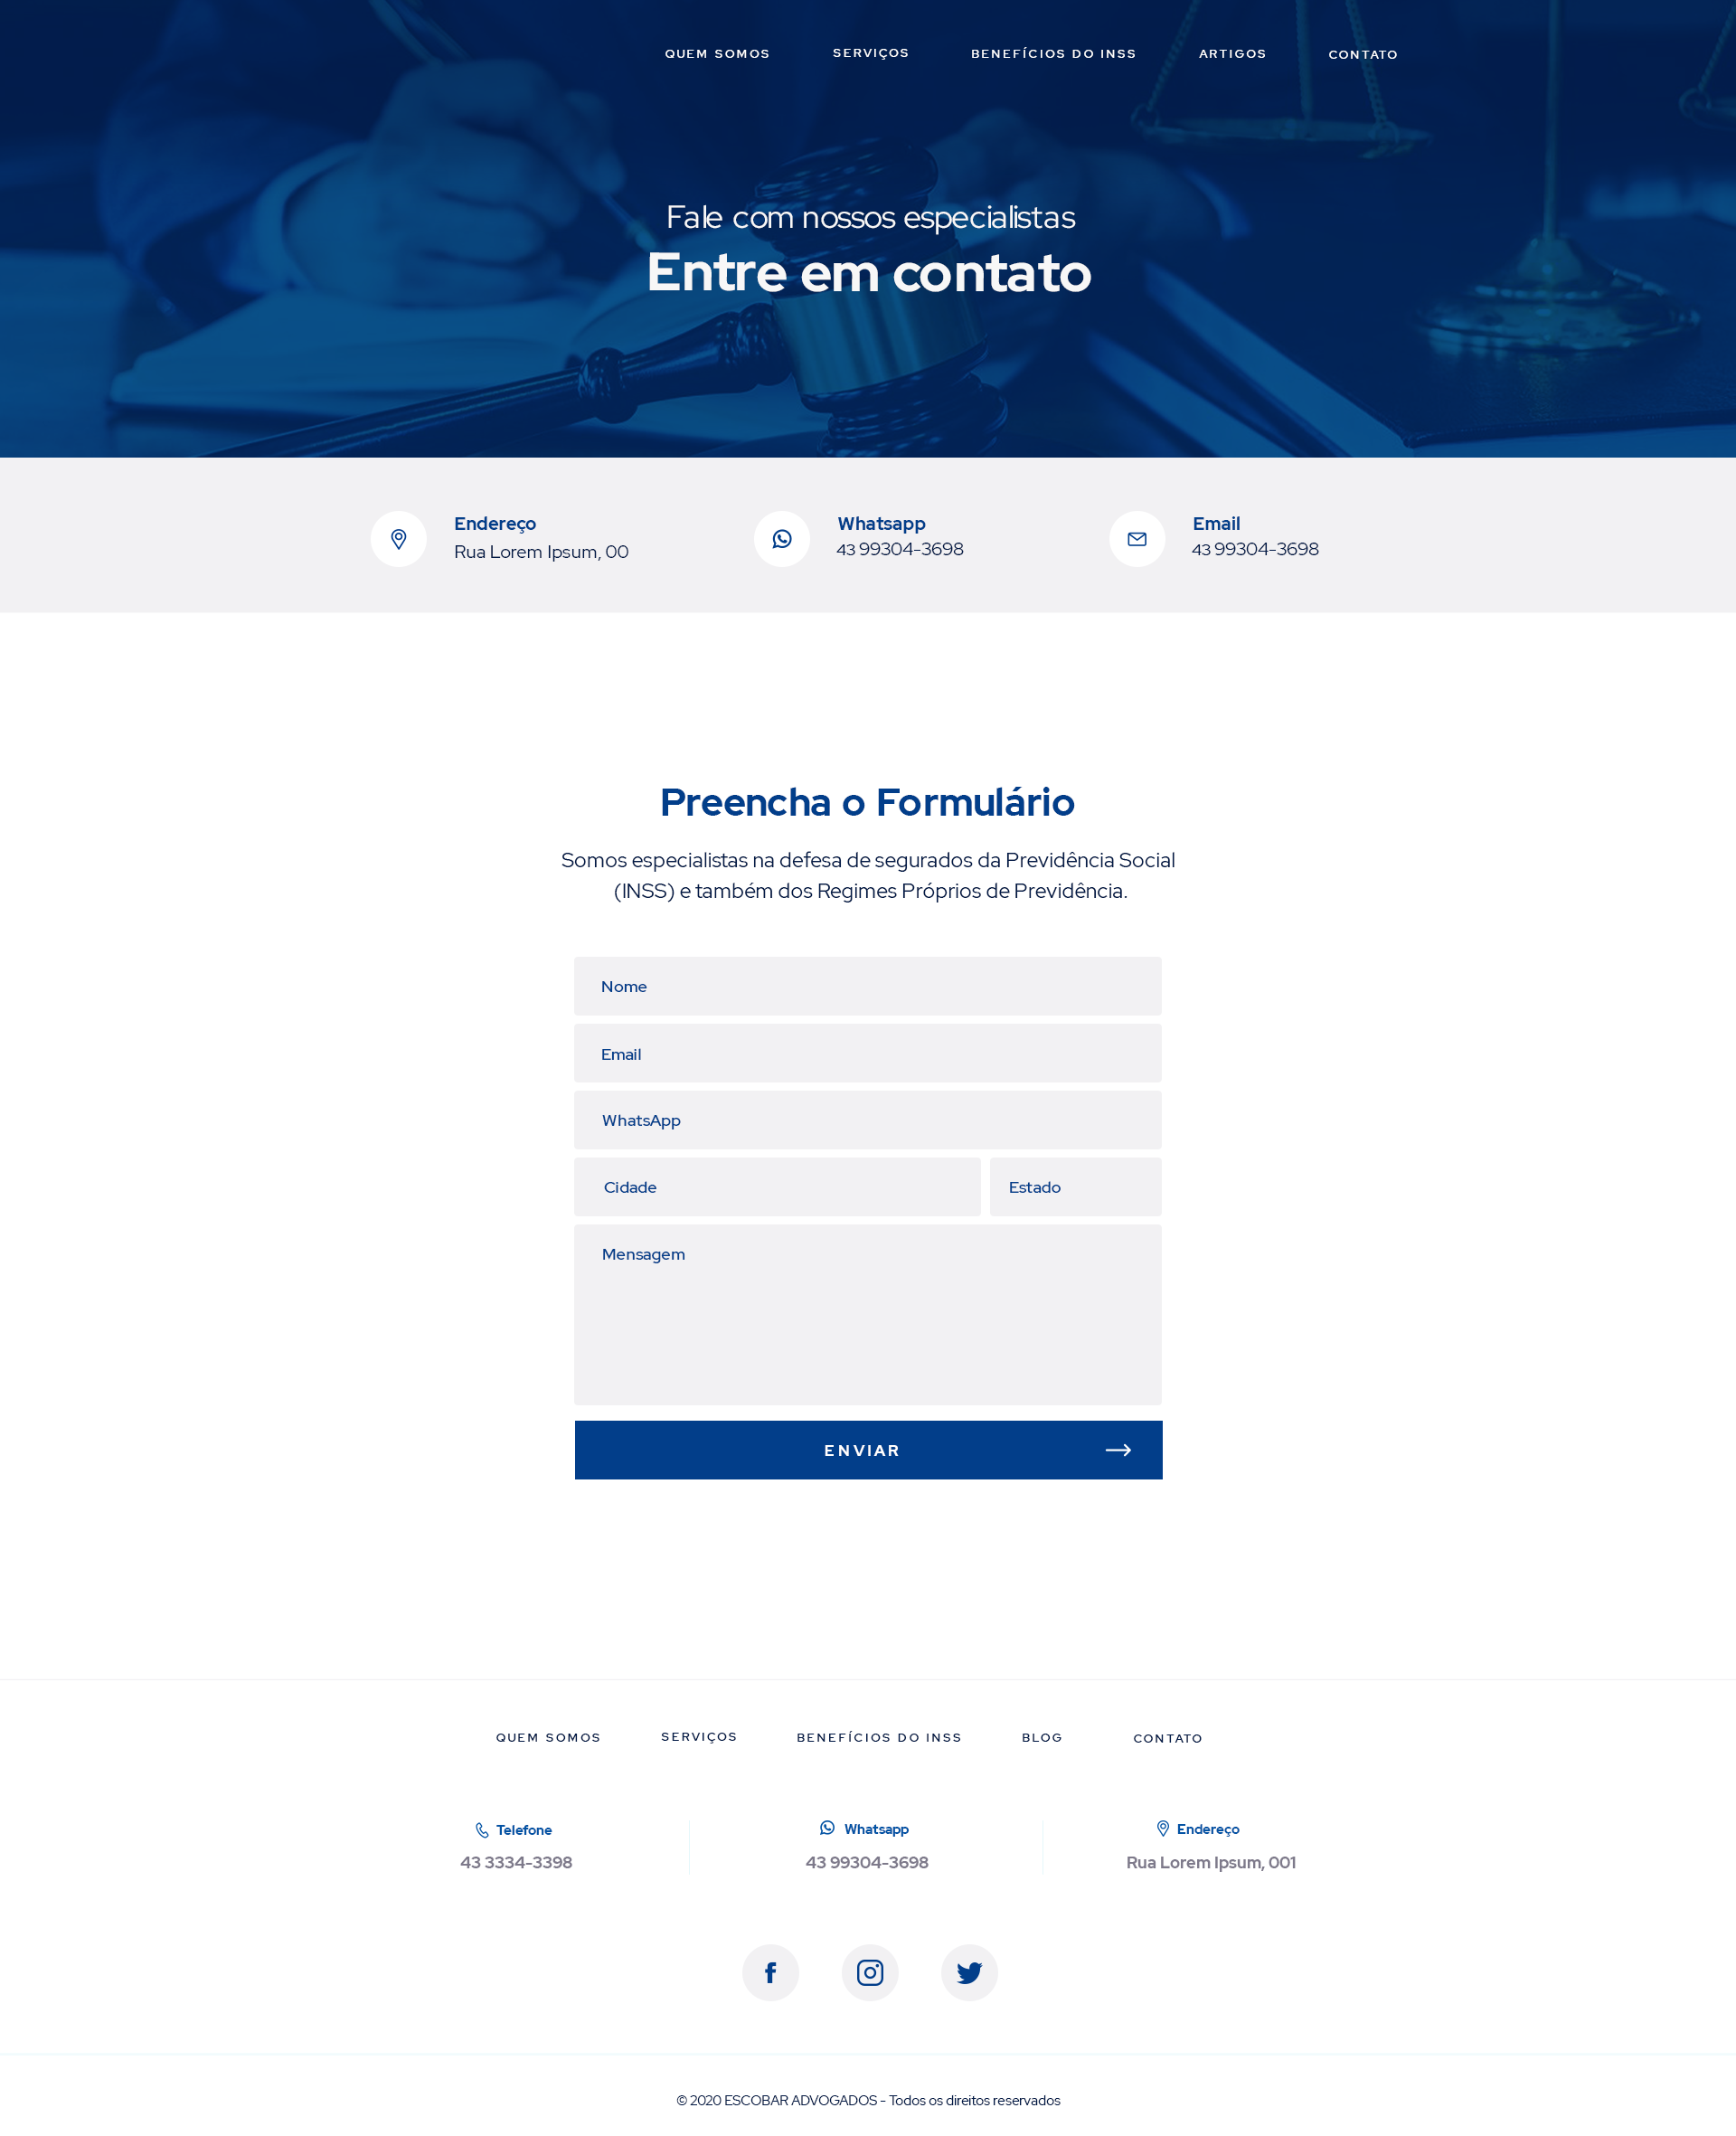 QUEM SOMOS SERVIÇOS BENEFÍCIOS DO INSS ARTIGOS CONTATO
Fale com nossos especialistas
Entre em contato
Endereço
Rua Lorem Ipsum, 00
Whatsapp
43 99304-3698
Email
43 99304-3698
Preencha o Formulário
Somos especialistas na defesa de segurados da Previdência Social
(INSS) e também dos Regimes Próprios de Previdência.
Nome
Email
WhatsApp
Cidade
Estado
Mensagem
ENVIAR
QUEM SOMOS SERVIÇOS BENEFÍCIOS DO INSS BLOG CONTATO
Telefone
43 3334-3398
Whatsapp
43 99304-3698
Endereço
Rua Lorem Ipsum, 001
© 2020 ESCOBAR ADVOGADOS - Todos os direitos reservados